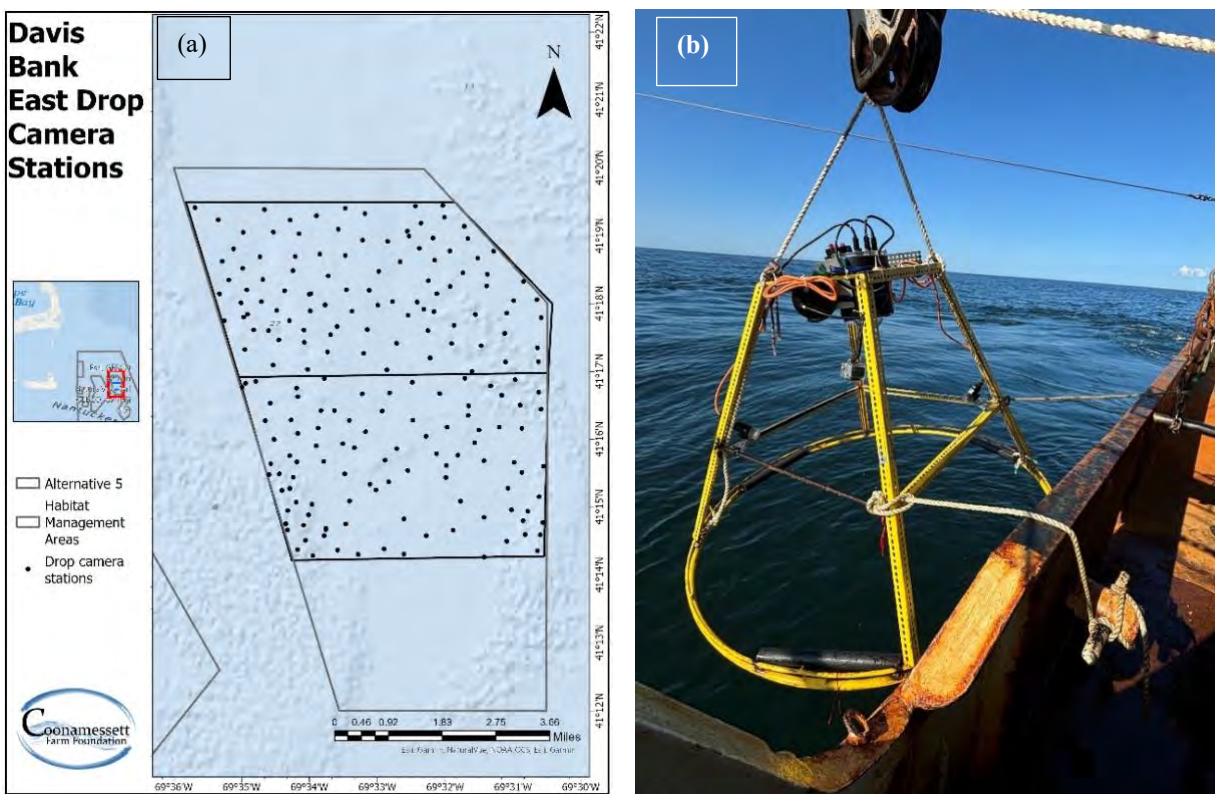 Davis
Bank
East Drop
Camera
Stations
(a)
N
41°22'N
41°21'N
41°20'N
41°19'N
41°18'N
41°17'N
41°16'N
41°15'N
41°14'N
41°13'N
41°12'N
27
Bay
Nantucket
Alternative 5
Habitat
Management
Areas
Drop camera
stations
0 0.46 0.92 1.83 2.75 3.66
Miles
Coonamessett
Farm Foundation
69°36'W 69°35'W 69°34'W 69°33'W 69°32'W 69°31'W 69°30'W
(b)